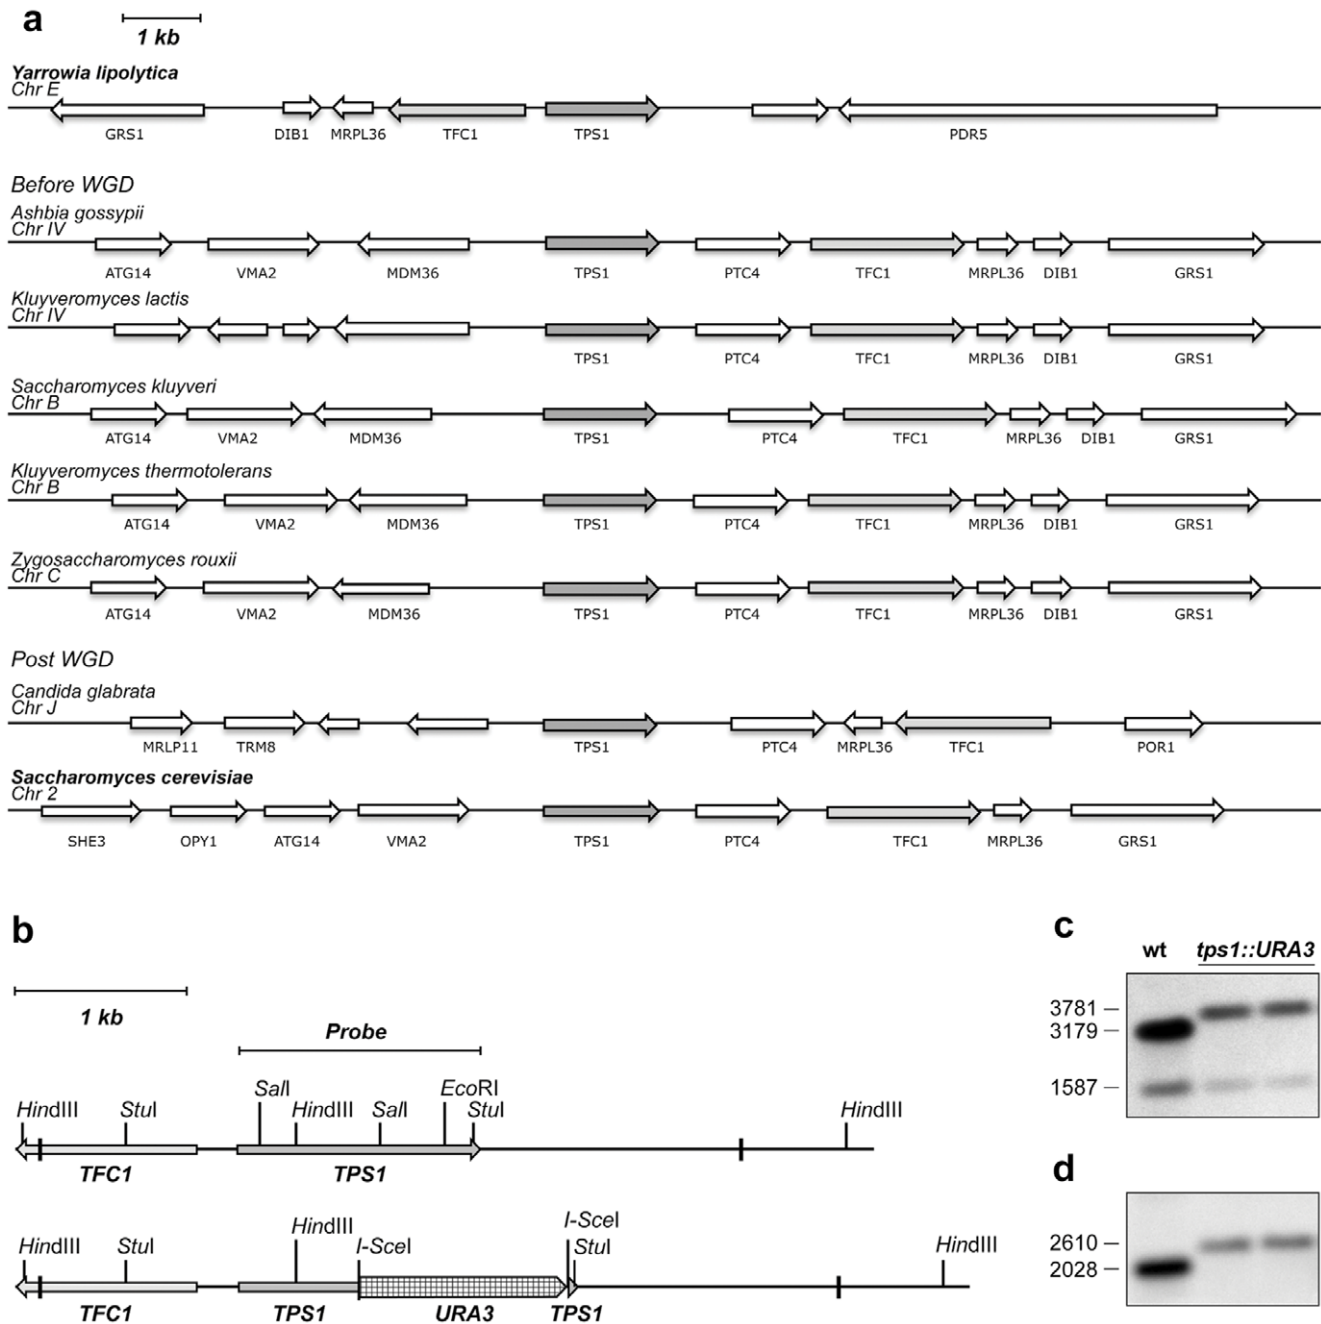 a
1 kb
Yarrowia lipolytica
Chr E
GRS1 DIB1 MRPL36 TFC1 TPS1 PDR5
Before WGD
Ashbia gossypii
Chr IV
ATG14 VMA2 MDM36 TPS1 PTC4 TFC1 MRPL36 DIB1 GRS1
Kluyveromyces lactis
Chr IV
TPS1 PTC4 TFC1 MRPL36 DIB1 GRS1
Saccharomyces kluyveri
Chr B
ATG14 VMA2 MDM36 TPS1 PTC4 TFC1 MRPL36 DIB1 GRS1
Kluyveromyces thermotolerans
Chr B
ATG14 VMA2 MDM36 TPS1 PTC4 TFC1 MRPL36 DIB1 GRS1
Zygosaccharomyces rouxii
Chr C
ATG14 VMA2 MDM36 TPS1 PTC4 TFC1 MRPL36 DIB1 GRS1
Post WGD
Candida glabrata
Chr J
MRLP11 TRM8 TPS1 PTC4 MRPL36 TFC1 POR1
Saccharomyces cerevisiae
Chr 2
SHE3 OPY1 ATG14 VMA2 TPS1 PTC4 TFC1 MRPL36 GRS1
b
1 kb
Probe
SalI EcoRI
HindIII StuI HindIII SalI StuI HindIII
TFC1 TPS1
I-SceI
HindIII
HindIII StuI I-SceI StuI HindIII
TFC1 TPS1 URA3 TPS1
c
wt tps1::URA3
3781
3179
1587
d
2610
2028